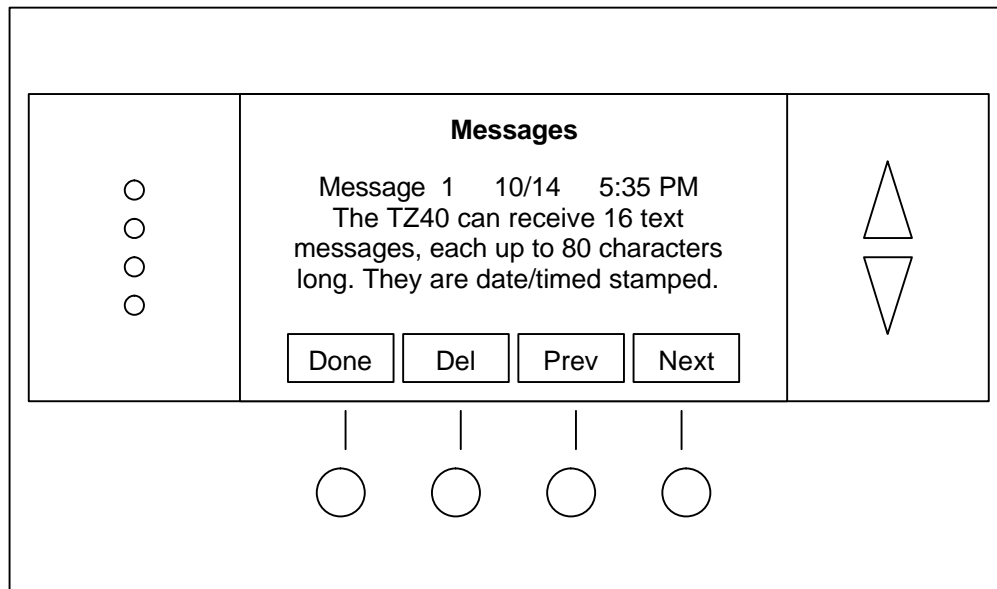 Messages
Message 1 10/14 5:35 PM
The TZ40 can receive 16 text
messages, each up to 80 characters
long. They are date/timed stamped.
Done Del Prev Next